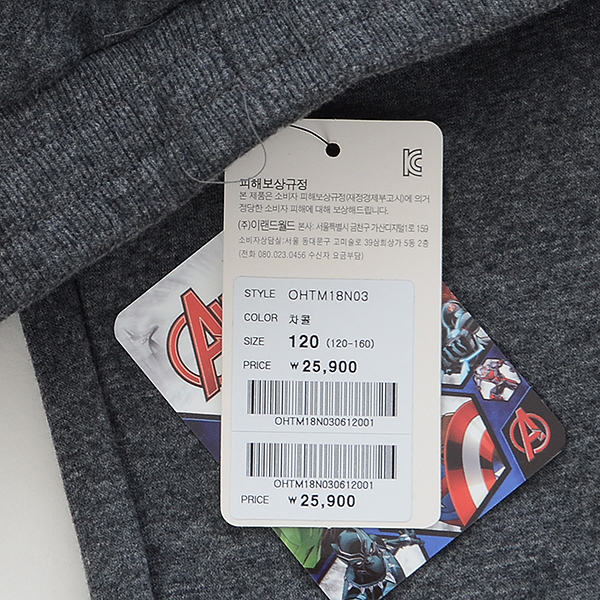 피해보상규정
본 제품은 소비자 피해보상규정(재정경제부고시)에 의거
정당한 소비자 피해에 대해 보상해드립니다.
(주)이랜드월드 본사: 서울특별시 금천구 가산디지털1로 159
소비자상담실:서울 동대문구 고미술로 39삼희상가 5동 2층
(전화 080.023.0456 수신자 요금부담)
STYLE OHTM18N03
COLOR 차콜
SIZE 120 (120-160)
PRICE ₩ 25,900
OHTM18N030612001
OHTM18N030612001
PRICE ₩ 25,900